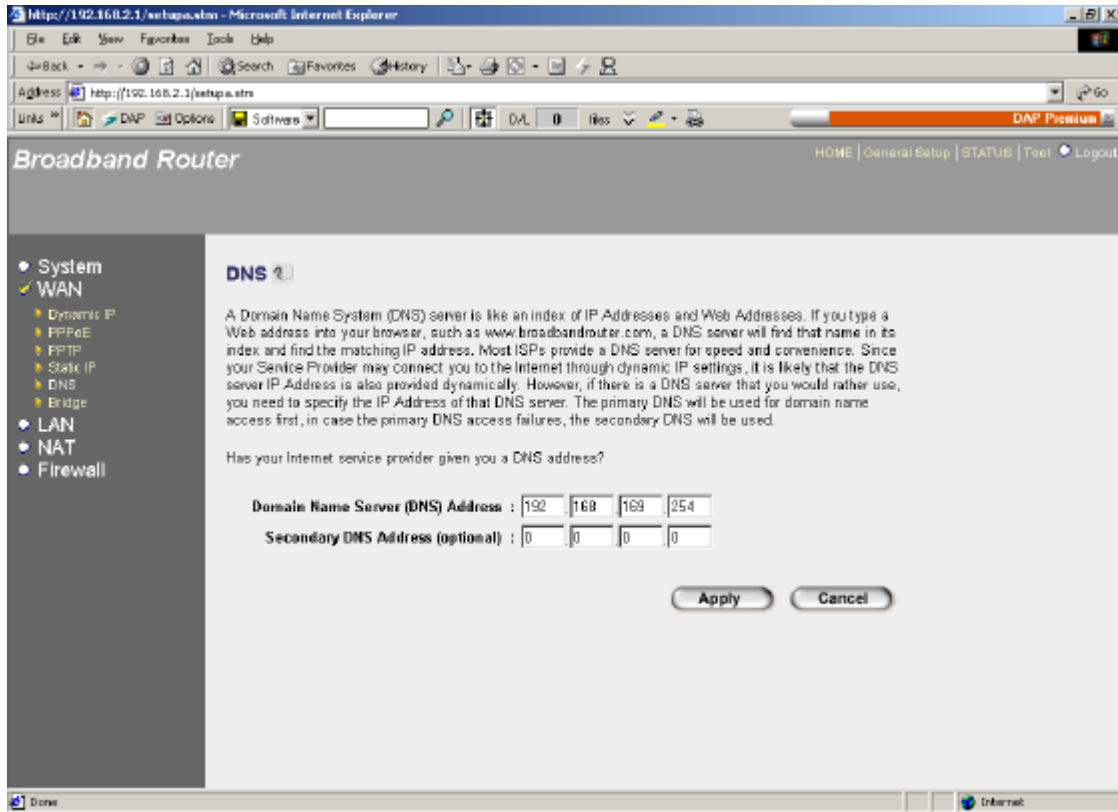 http://192.168.2.1/setupa.stm - Microsoft Internet Explorer
File Edit View Favorites Tools Help
Back Search Favorites History
Address http://192.168.2.1/setupa.stm Go
Links » DAP Options Software D/L 0 files DAP Premium
Broadband Router
HOME | General Setup | STATUS | Tool Logout
System
WAN
Dynamic IP
PPPoE
PPTP
Static IP
DNS
Bridge
LAN
NAT
Firewall
DNS
A Domain Name System (DNS) server is like an index of IP Addresses and Web Addresses. If you type a
Web address into your browser, such as www.broadbandrouter.com, a DNS server will find that name in its
index and find the matching IP address. Most ISPs provide a DNS server for speed and convenience. Since
your Service Provider may connect you to the Internet through dynamic IP settings, it is likely that the DNS
server IP Address is also provided dynamically. However, if there is a DNS server that you would rather use,
you need to specify the IP Address of that DNS server. The primary DNS will be used for domain name
access first, in case the primary DNS access failures, the secondary DNS will be used.
Has your Internet service provider given you a DNS address?
Domain Name Server (DNS) Address : 192 .168 .169 .254
Secondary DNS Address (optional) : 0 .0 .0 .0
Apply Cancel
Done Internet